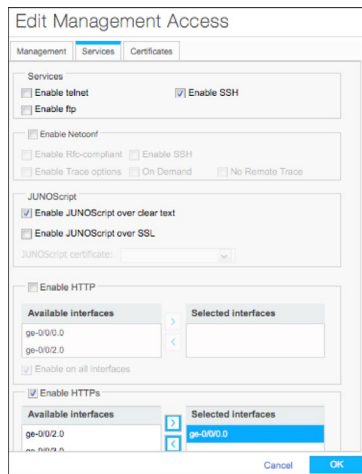 Edit Management Access
Management Services Certificates
Services
Enable telnet Enable SSH
Enable ftp
Enable Netconf
Enable Rfc-compliant Enable SSH
Enable Trace options On Demand No Remote Trace
JUNOScript
Enable JUNOScript over clear text
Enable JUNOScript over SSL
JUNOScript certificate:
Enable HTTP
Available interfaces Selected interfaces
ge-0/0/0.0
ge-0/0/2.0
Enable on all interfaces
Enable HTTPs
Available interfaces Selected interfaces
ge-0/0/2.0 ge-0/0/0.0
Cancel OK